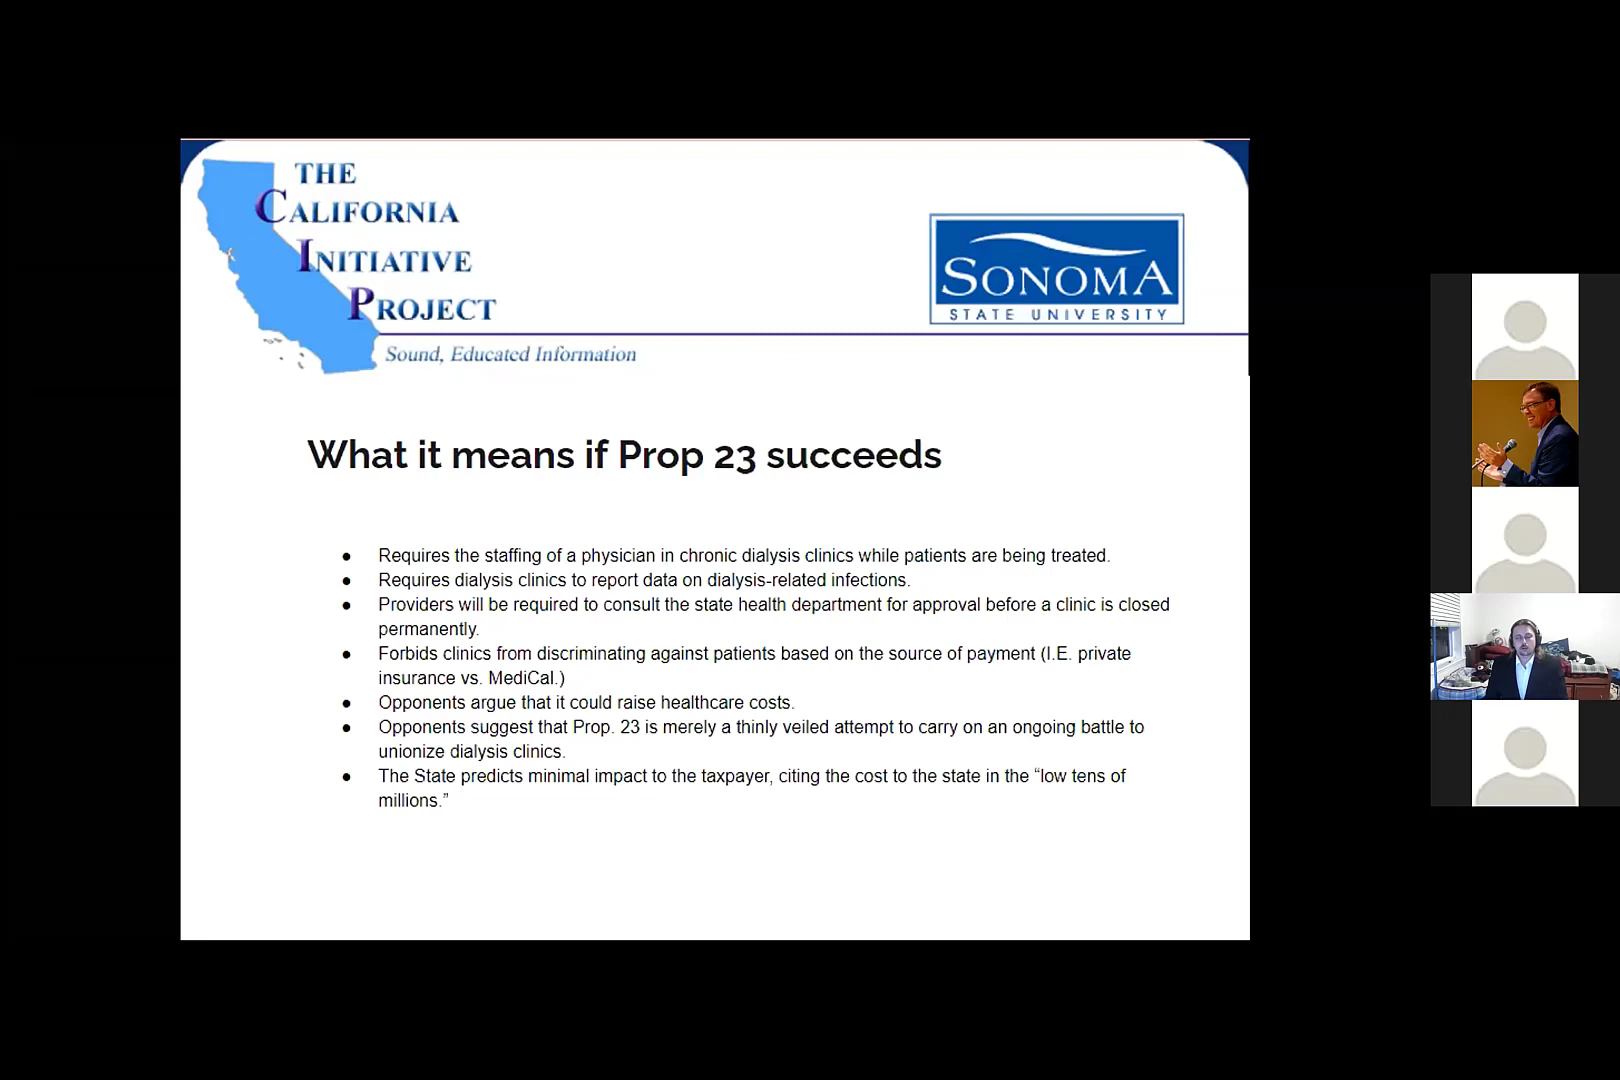 THE
CALIFORNIA
INITIATIVE
PROJECT
Sound, Educated Information
SONOMA
STATE UNIVERSITY
What it means if Prop 23 succeeds
● Requires the staffing of a physician in chronic dialysis clinics while patients are being treated.
● Requires dialysis clinics to report data on dialysis-related infections.
● Providers will be required to consult the state health department for approval before a clinic is closed
permanently.
● Forbids clinics from discriminating against patients based on the source of payment (I.E. private
insurance vs. MediCal.)
● Opponents argue that it could raise healthcare costs.
● Opponents suggest that Prop. 23 is merely a thinly veiled attempt to carry on an ongoing battle to
unionize dialysis clinics.
● The State predicts minimal impact to the taxpayer, citing the cost to the state in the “low tens of
millions.”